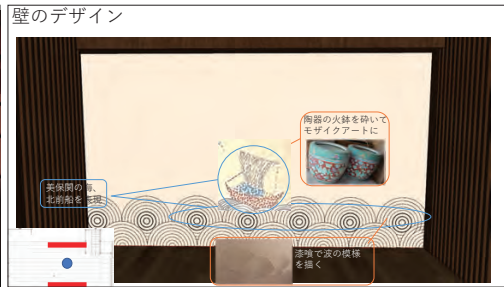 壁のデザイン
陶器の火鉢を砕いて
モザイクアートに
美保関の海、
北前船を表現
漆喰で波の模様
を描く